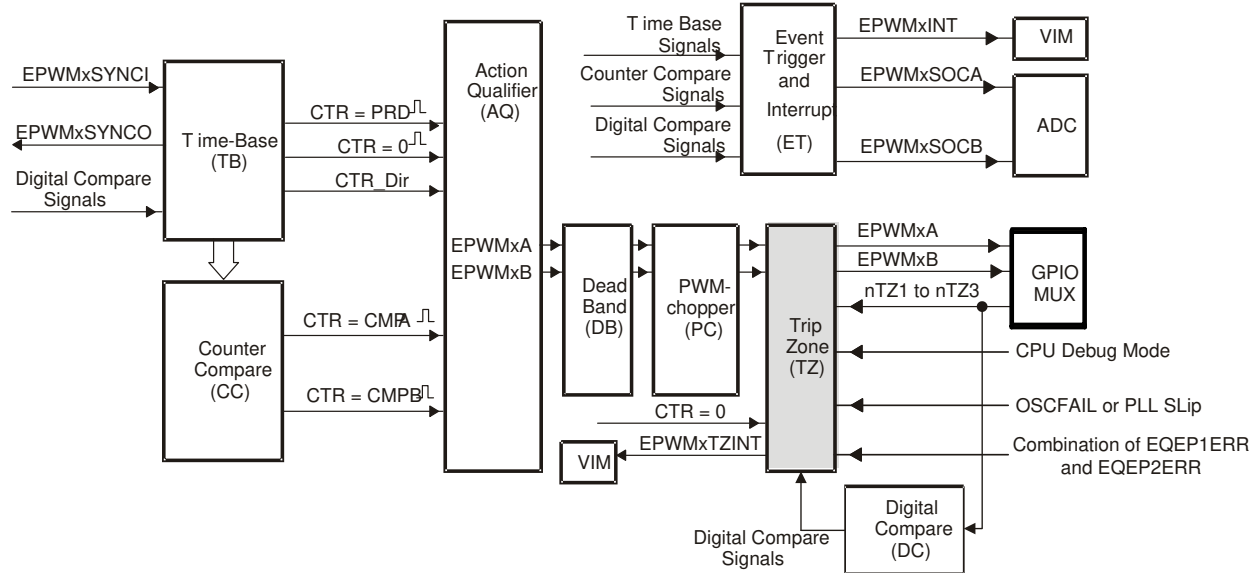 EPWMxSYNCI
EPWMxSYNCO
Digital Compare
Signals
Time-Base
(TB)
CTR = PRD
CTR = 0
CTR_Dir
Counter
Compare
(CC)
CTR = CMPA
CTR = CMPB
Action
Qualifier
(AQ)
EPWMxA
EPWMxB
Time Base
Signals
Counter Compare
Signals
Digital Compare
Signals
Event
Trigger
and
Interrupt
(ET)
EPWMxINT
EPWMxSOCA
EPWMxSOCB
VIM
ADC
Dead
Band
(DB)
PWM-
chopper
(PC)
CTR = 0
EPWMxTZINT
VIM
Trip
Zone
(TZ)
EPWMxA
EPWMxB
nTZ1 to nTZ3
GPIO
MUX
CPU Debug Mode
OSCFAIL or PLL SLip
Combination of EQEP1ERR
and EQEP2ERR
Digital Compare
Signals
Digital
Compare
(DC)